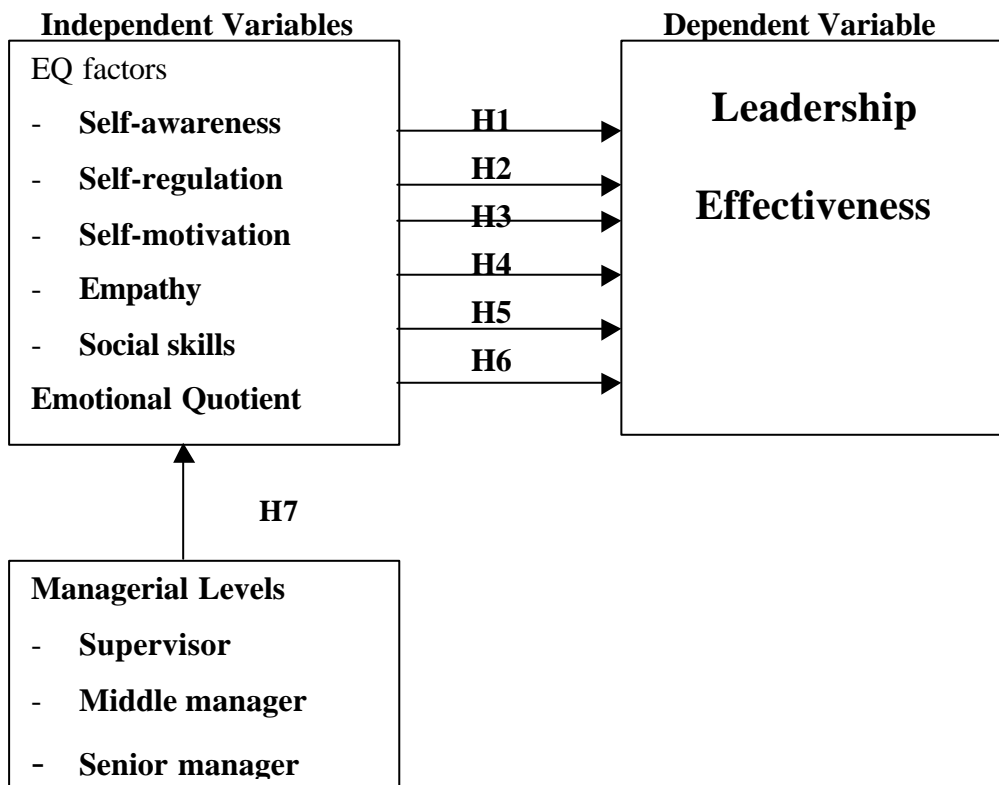 Independent Variables
Dependent Variable
EQ factors
- Self-awareness
- Self-regulation
- Self-motivation
- Empathy
- Social skills
Emotional Quotient
H1
H2
H3
H4
H5
H6
Leadership
Effectiveness
H7
Managerial Levels
- Supervisor
- Middle manager
- Senior manager